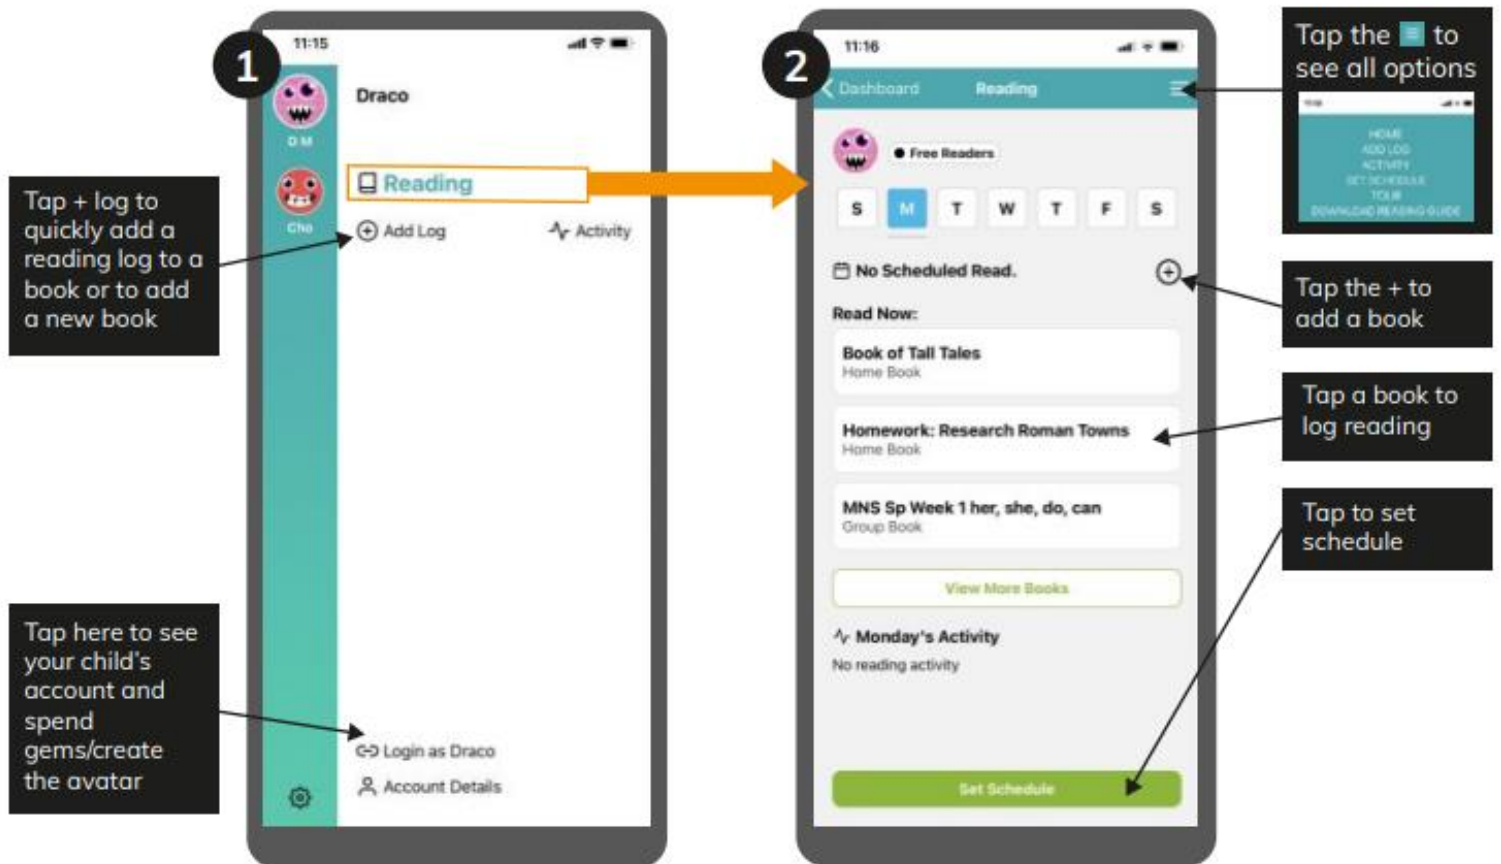 1
11:15
D M
Cho
Draco
Reading
Add Log
Activity
Login as Draco
Account Details
Tap + log to
quickly add a
reading log to a
book or to add
a new book
Tap here to see
your child's
account and
spend
gems/create
the avatar
2
11:16
Dashboard
Reading
Free Readers
S M T W T F S
No Scheduled Read.
Read Now:
Book of Tall Tales
Home Book
Homework: Research Roman Towns
Home Book
MNS Sp Week 1 her, she, do, can
Group Book
View More Books
Monday's Activity
No reading activity
Set Schedule
Tap the to
see all options
HOME
ADD LOG
ACTIVITY
SET SCHEDULE
TOUR
DOWNLOAD READING GUIDE
Tap the + to
add a book
Tap a book to
log reading
Tap to set
schedule